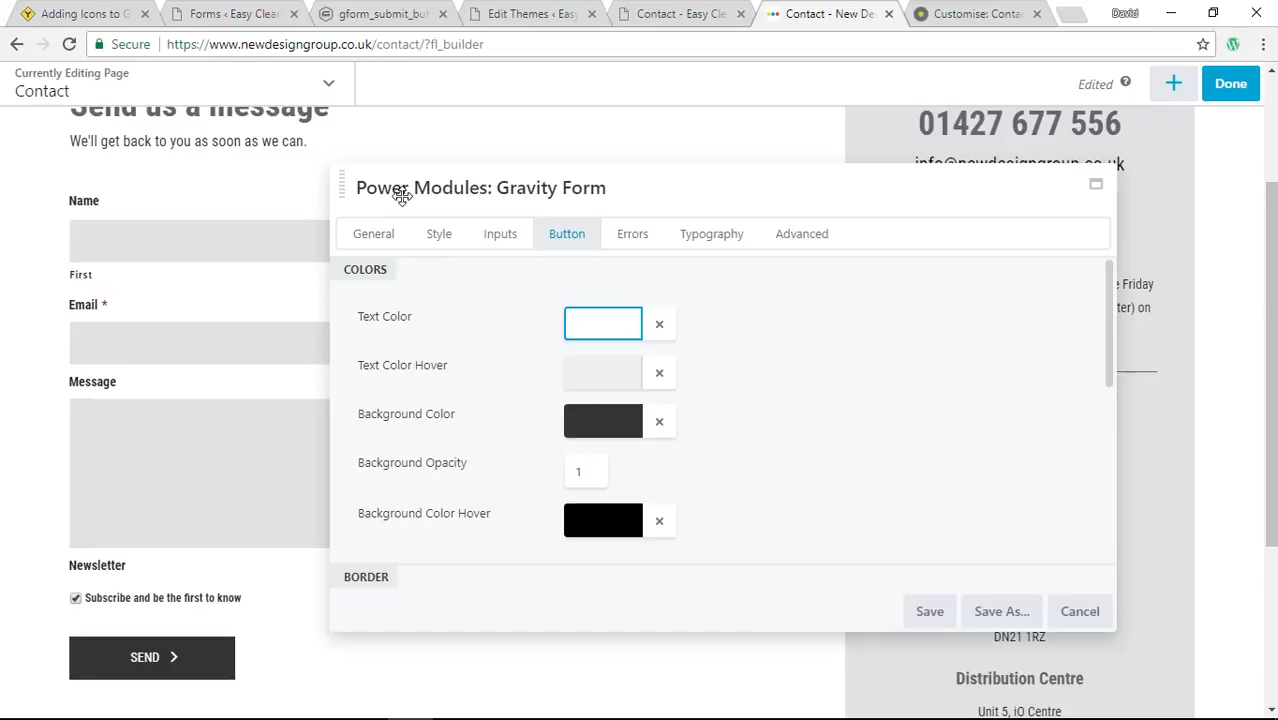 Adding Icons to G
Forms ‹ Easy Clea
gform_submit_but
Edit Themes ‹ Easy
Contact - Easy Cle
Contact - New De
Customise: Conta
David
Secure https://www.newdesigngroup.co.uk/contact/?fl_builder
Currently Editing Page
Contact
Edited
Done
Send us a message
We'll get back to you as soon as we can.
Name
First
Email *
Message
Newsletter
Subscribe and be the first to know
SEND
Power Modules: Gravity Form
General Style Inputs Button Errors Typography Advanced
COLORS
Text Color
Text Color Hover
Background Color
Background Opacity 1
Background Color Hover
BORDER
Save Save As... Cancel
01427 677 556
info@newdesigngroup.co.uk
e Friday
ter) on
DN21 1RZ
Distribution Centre
Unit 5, iO Centre